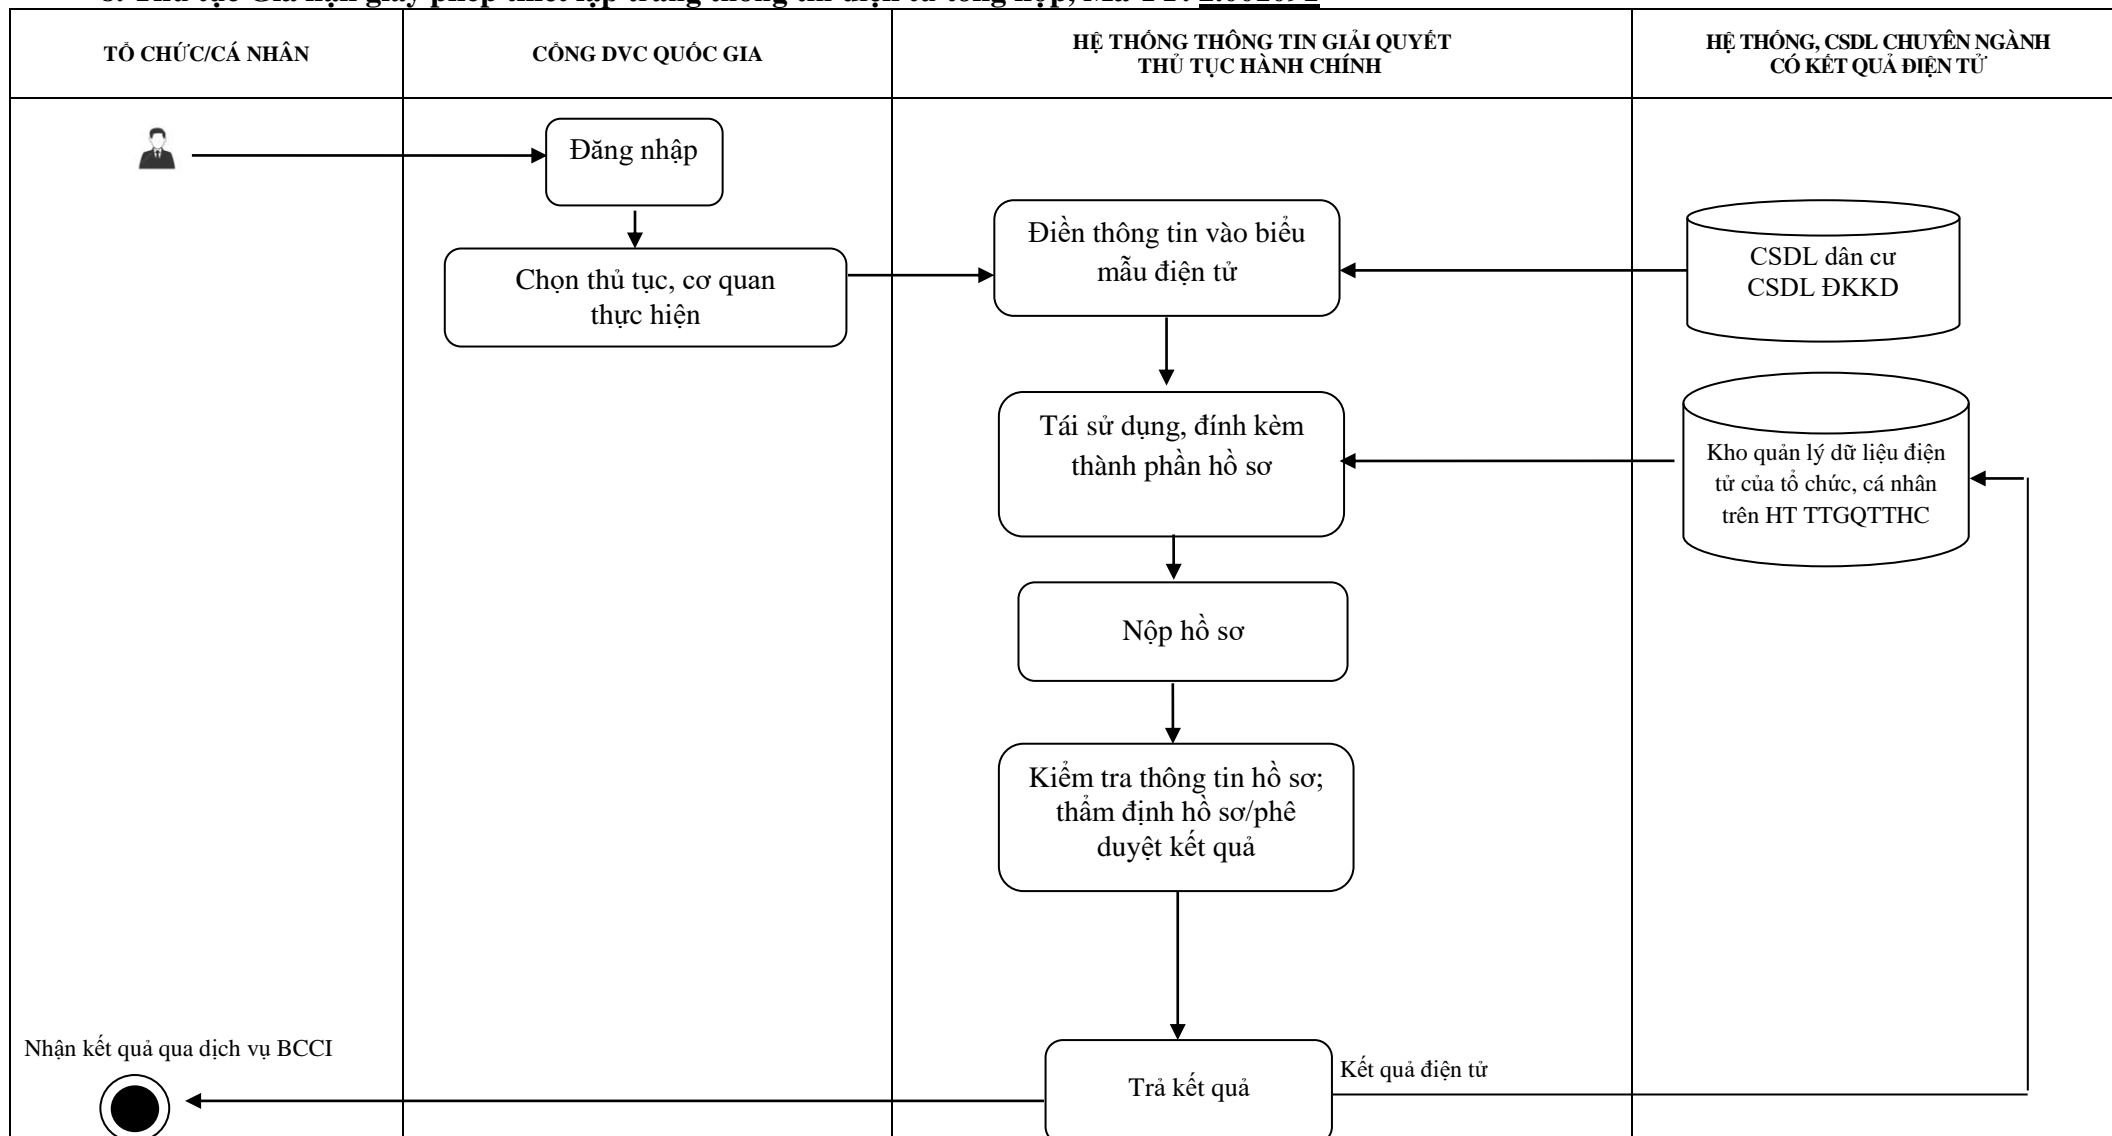 TỔ CHỨC/CÁ NHÂN
CỔNG DVC QUỐC GIA
HỆ THỐNG THÔNG TIN GIẢI QUYẾT
THỦ TỤC HÀNH CHÍNH
HỆ THỐNG, CSDL CHUYÊN NGÀNH
CÓ KẾT QUẢ ĐIỆN TỬ
Đăng nhập
Chọn thủ tục, cơ quan
thực hiện
Điền thông tin vào biểu
mẫu điện tử
CSDL dân cư
CSDL ĐKKD
Tái sử dụng, đính kèm
thành phần hồ sơ
Kho quản lý dữ liệu điện
tử của tổ chức, cá nhân
trên HT TTGQTTHC
Nộp hồ sơ
Kiểm tra thông tin hồ sơ;
thẩm định hồ sơ/phê
duyệt kết quả
Nhận kết quả qua dịch vụ BCCI
Trả kết quả
Kết quả điện tử